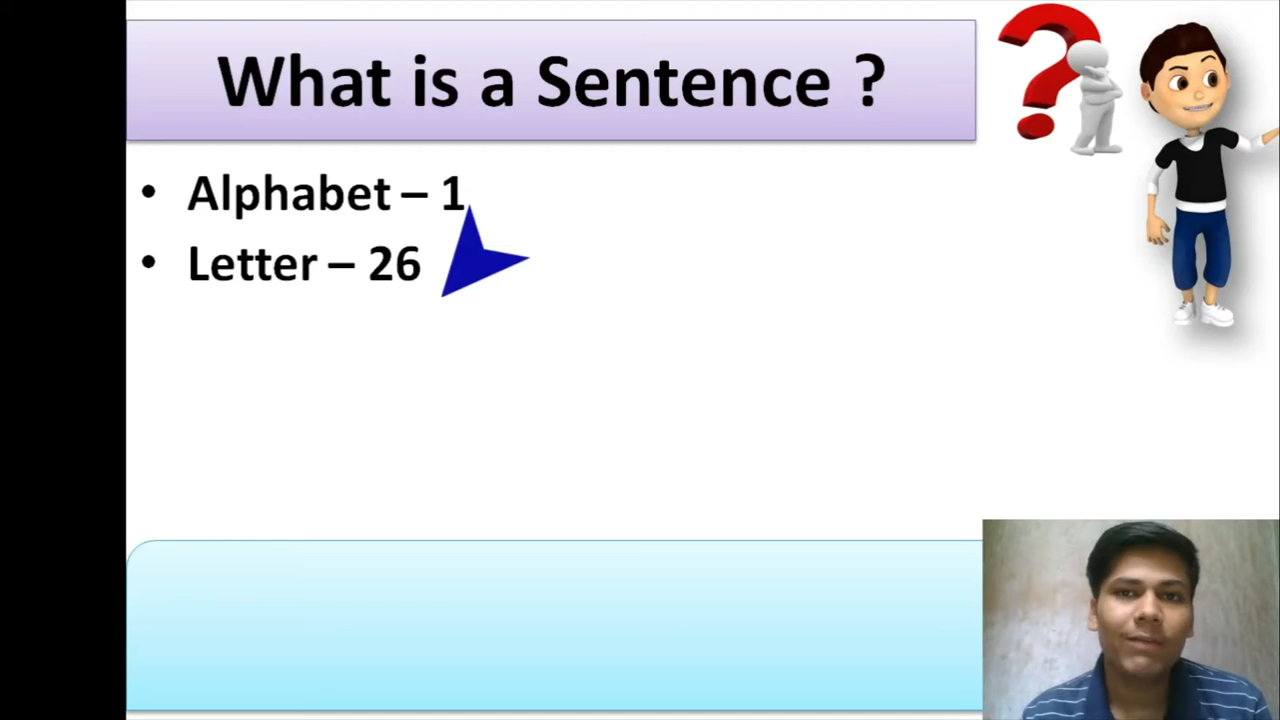 What is a Sentence ?
• Alphabet – 1
• Letter – 26